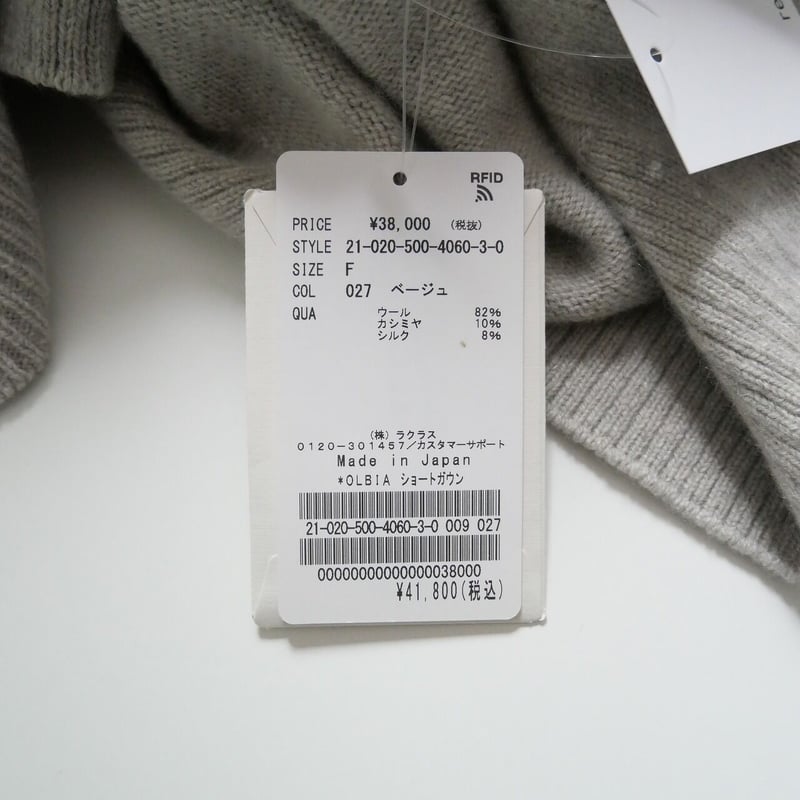 RFID
PRICE ¥38,000 (税抜)
STYLE 21-020-500-4060-3-0
SIZE F
COL 027 ベージュ
QUA ウール 82%
カシミヤ 10%
シルク 8%
(株)ラクラス
0120-301457/カスタマーサポート
Made in Japan
*OLBIA ショートガウン
21-020-500-4060-3-0 009 027
00000000000000038000
¥41,800(税込)